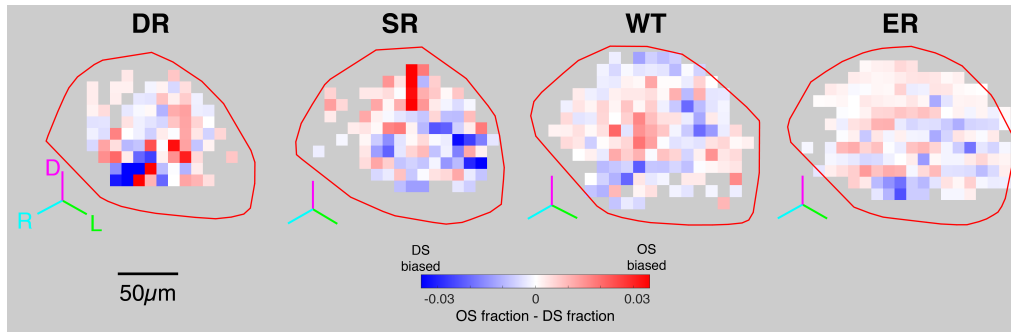 DR SR WT ER
D
R L
50µm
DS biased
OS biased
-0.03 0 0.03
OS fraction - DS fraction